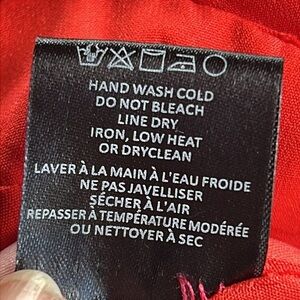 HAND WASH COLD
DO NOT BLEACH
LINE DRY
IRON, LOW HEAT
OR DRYCLEAN
LAVER À LA MAIN À L'EAU FROIDE
NE PAS JAVELLISER
SÉCHER À L'AIR
REPASSER À TEMPÉRATURE MODÉRÉE
OU NETTOYER À SEC